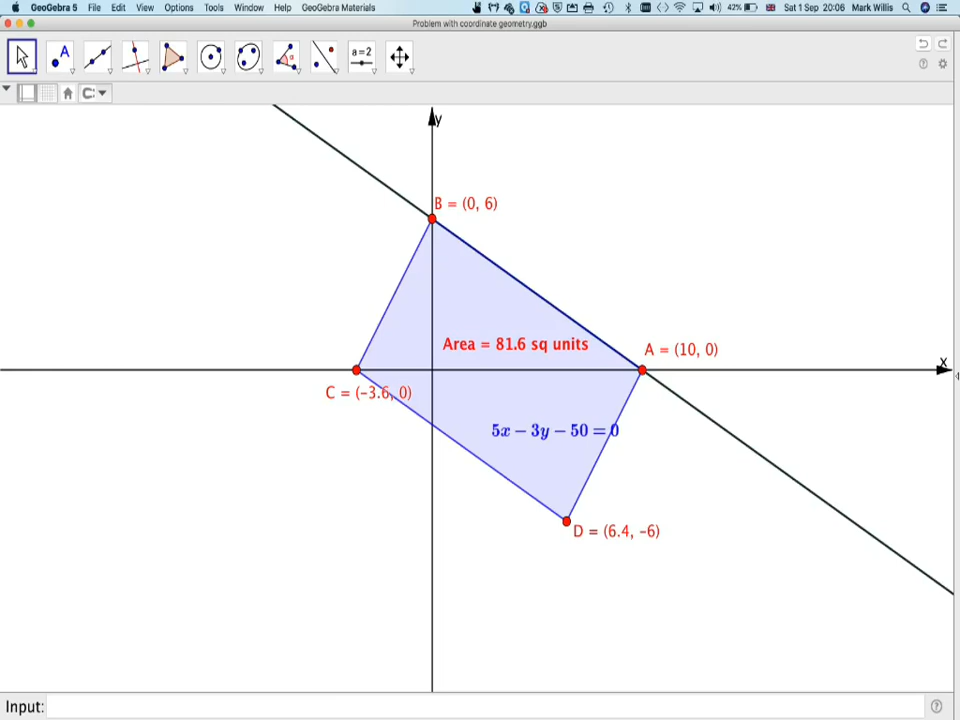 GeoGebra 5 File Edit View Options Tools Window Help GeoGebra Materials 42% Sat 1 Sep 20:06 Mark Willis
Problem with coordinate geometry.ggb
A α a=2
y
B = (0, 6)
Area = 81.6 sq units
A = (10, 0)
x
C = (-3.6, 0)
5x − 3y − 50 = 0
D = (6.4, -6)
Input: